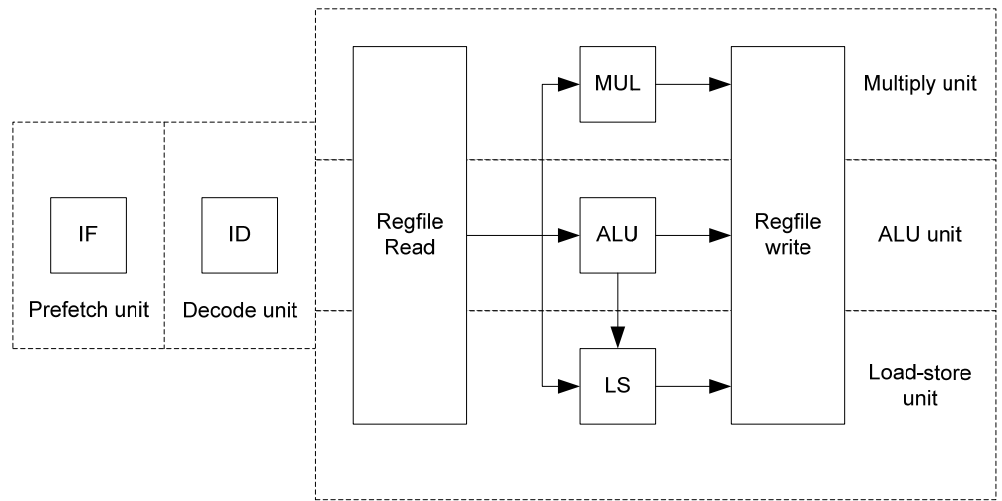 MUL
Multiply unit
IF
ID
Regfile
Read
ALU
Regfile
write
ALU unit
Prefetch unit
Decode unit
LS
Load-store
unit